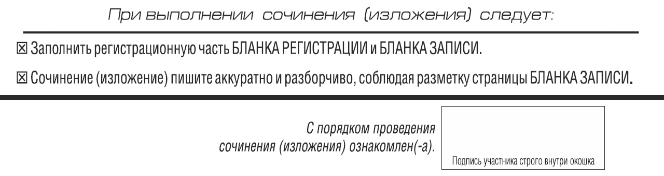 При выполнении сочинения (изложения) следует:
☒ Заполнить регистрационную часть БЛАНКА РЕГИСТРАЦИИ и БЛАНКА ЗАПИСИ.
☒ Сочинение (изложение) пишите аккуратно и разборчиво, соблюдая разметку страницы БЛАНКА ЗАПИСИ.
С порядком проведения
сочинения (изложения) ознакомлен(-а).
Подпись участника строго внутри окошка